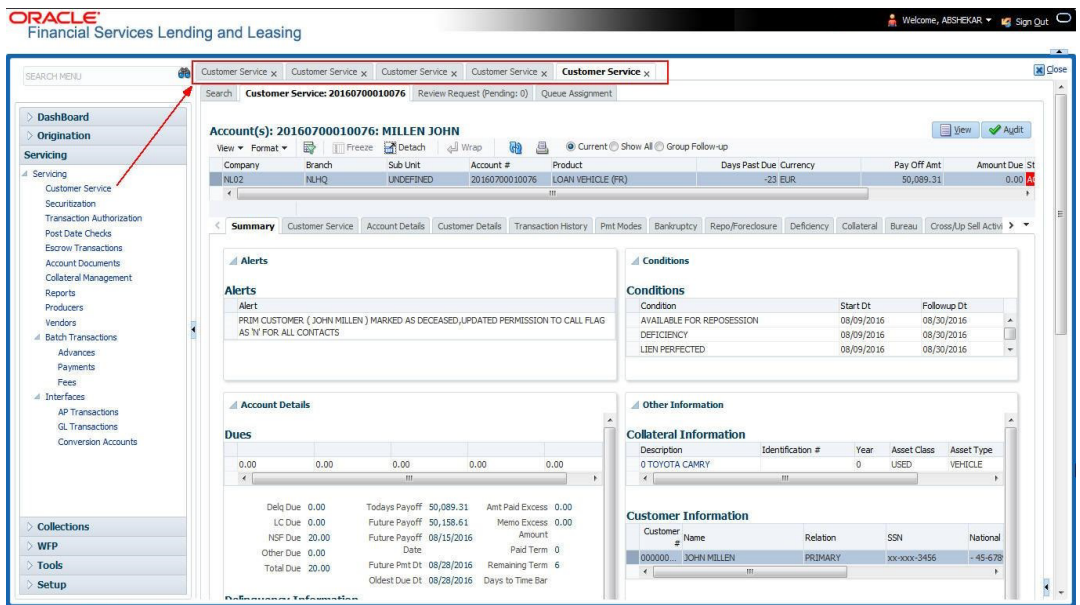 ORACLE
Financial Services Lending and Leasing
Welcome, ABSHEKAR
Sign Out
SEARCH MENU
Customer Service x Customer Service x Customer Service x Customer Service x Customer Service x
Close
Search Customer Service: 20160700010076 Review Request (Pending: 0) Queue Assignment
DashBoard
Origination
Servicing
Servicing
Customer Service
Securitization
Transaction Authorization
Post Date Checks
Escrow Transactions
Account Documents
Collateral Management
Reports
Producers
Vendors
Batch Transactions
Advances
Payments
Fees
Interfaces
AP Transactions
GL Transactions
Conversion Accounts
Collections
WFP
Tools
Setup
Account(s): 20160700010076: MILLEN JOHN
View Audit
View Format Freeze Detach Wrap Current Show All Group Follow-up
Company Branch Sub Unit Account # Product Days Past Due Currency Pay Off Amt Amount Due St
NL02 NLHQ UNDEFINED 20160700010076 LOAN VEHICLE (FR) -23 EUR 50,089.31 0.00
Summary Customer Service Account Details Customer Details Transaction History Pmt Modes Bankruptcy Repo/Foreclosure Deficiency Collateral Bureau Cross/Up Sell Activi
Alerts
Alerts
Alert
PRIM CUSTOMER ( JOHN MILLEN ) MARKED AS DECEASED,UPDATED PERMISSION TO CALL FLAG
AS 'N' FOR ALL CONTACTS
Conditions
Conditions
Condition Start Dt Followup Dt
AVAILABLE FOR REPOSESSION 08/09/2016 08/30/2016
DEFICIENCY 08/09/2016 08/30/2016
LIEN PERFECTED 08/09/2016 08/30/2016
Account Details
Dues
0.00 0.00 0.00 0.00 0.00
Delq Due 0.00 Todays Payoff 50,089.31 Amt Paid Excess 0.00
LC Due 0.00 Future Payoff 50,158.61 Memo Excess 0.00
Amount
NSF Due 20.00 Future Payoff 08/15/2016
Date
Other Due 0.00 Paid Term 0
Total Due 20.00 Future Pmt Dt 08/28/2016 Remaining Term 6
Oldest Due Dt 08/28/2016 Days to Time Bar
Delinquency Information
Other Information
Collateral Information
Description Identification # Year Asset Class Asset Type
0 TOYOTA CAMRY 0 USED VEHICLE
Customer Information
Customer # Name Relation SSN National
000000... JOHN MILLEN PRIMARY xx-xxx-3456 -45-678